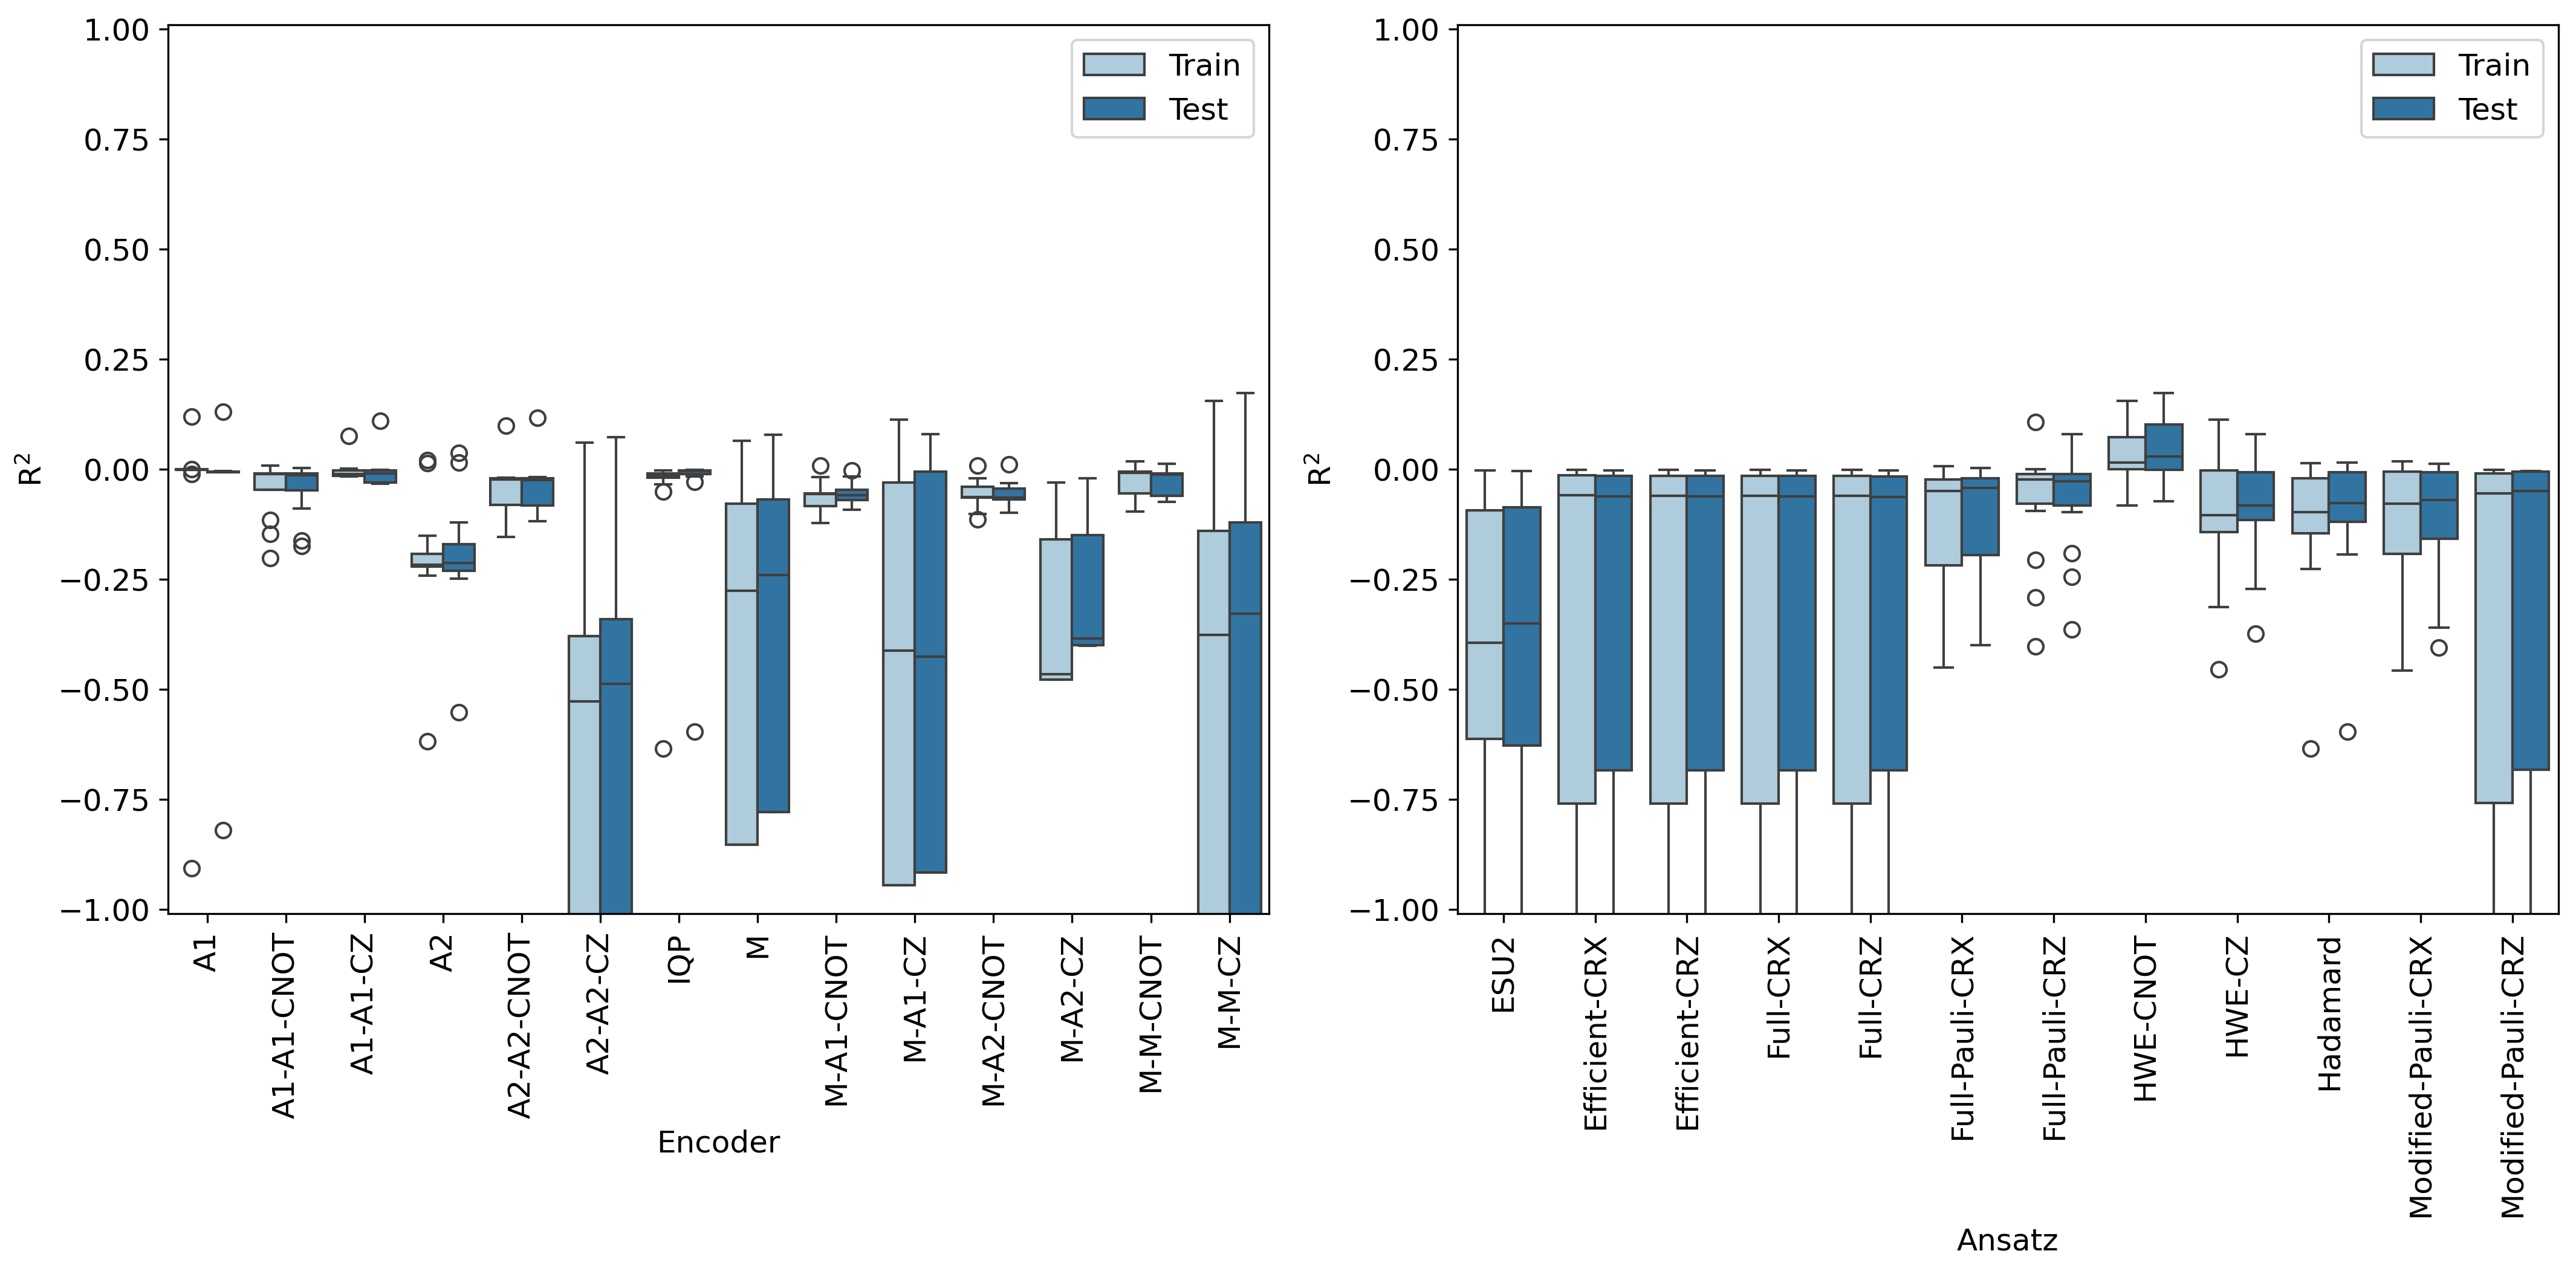 1.00
0.75
0.50
0.25
0.00
−0.25
−0.50
−0.75
−1.00
R²
Train
Test
A1
A1-A1-CNOT
A1-A1-CZ
A2
A2-A2-CNOT
A2-A2-CZ
IQP
M
M-A1-CNOT
M-A1-CZ
M-A2-CNOT
M-A2-CZ
M-M-CNOT
M-M-CZ
Encoder
1.00
0.75
0.50
0.25
0.00
−0.25
−0.50
−0.75
−1.00
R²
Train
Test
ESU2
Efficient-CRX
Efficient-CRZ
Full-CRX
Full-CRZ
Full-Pauli-CRX
Full-Pauli-CRZ
HWE-CNOT
HWE-CZ
Hadamard
Modified-Pauli-CRX
Modified-Pauli-CRZ
Ansatz